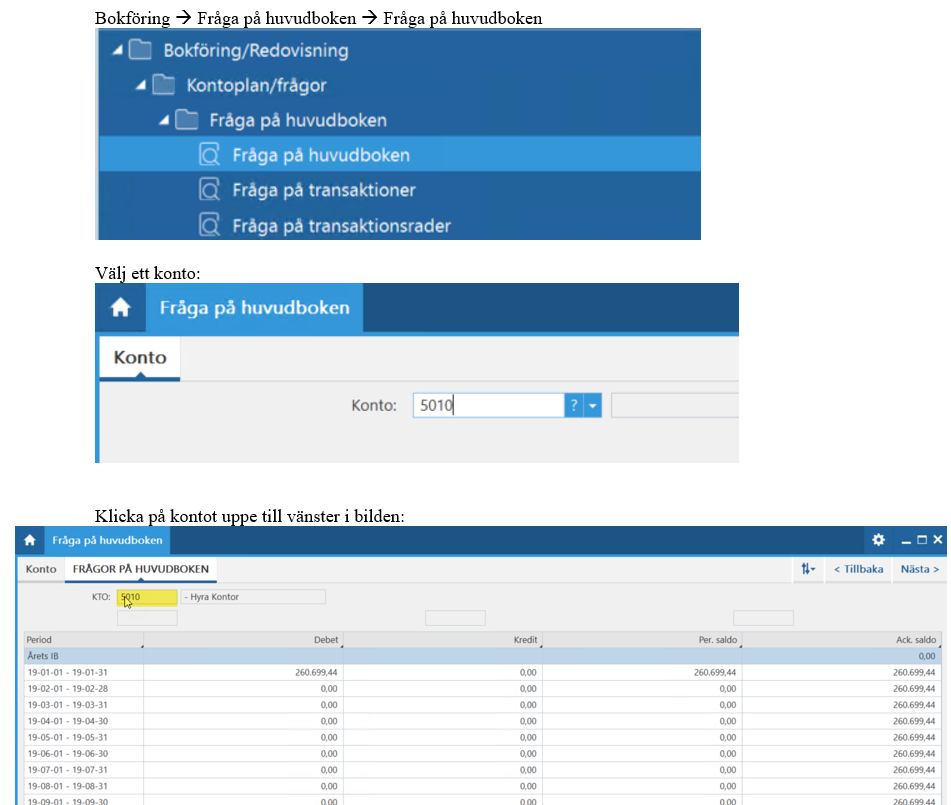 Bokföring → Fråga på huvudboken → Fråga på huvudboken
Bokföring/Redovisning
Kontoplan/frågor
Fråga på huvudboken
Fråga på huvudboken
Fråga på transaktioner
Fråga på transaktionsrader
Välj ett konto:
Fråga på huvudboken
Konto
Konto: 5010 ?
Klicka på kontot uppe till vänster i bilden:
Fråga på huvudboken
Konto FRÅGOR PÅ HUVUDBOKEN < Tillbaka Nästa >
KTO: 5010 - Hyra Kontor
Period Debet Kredit Per. saldo Ack. saldo
Årets IB 0,00
19-01-01 - 19-01-31 260.699,44 0,00 260.699,44 260.699,44
19-02-01 - 19-02-28 0,00 0,00 0,00 260.699,44
19-03-01 - 19-03-31 0,00 0,00 0,00 260.699,44
19-04-01 - 19-04-30 0,00 0,00 0,00 260.699,44
19-05-01 - 19-05-31 0,00 0,00 0,00 260.699,44
19-06-01 - 19-06-30 0,00 0,00 0,00 260.699,44
19-07-01 - 19-07-31 0,00 0,00 0,00 260.699,44
19-08-01 - 19-08-31 0,00 0,00 0,00 260.699,44
19-09-01 - 19-09-30 0,00 0,00 0,00 260.699,44